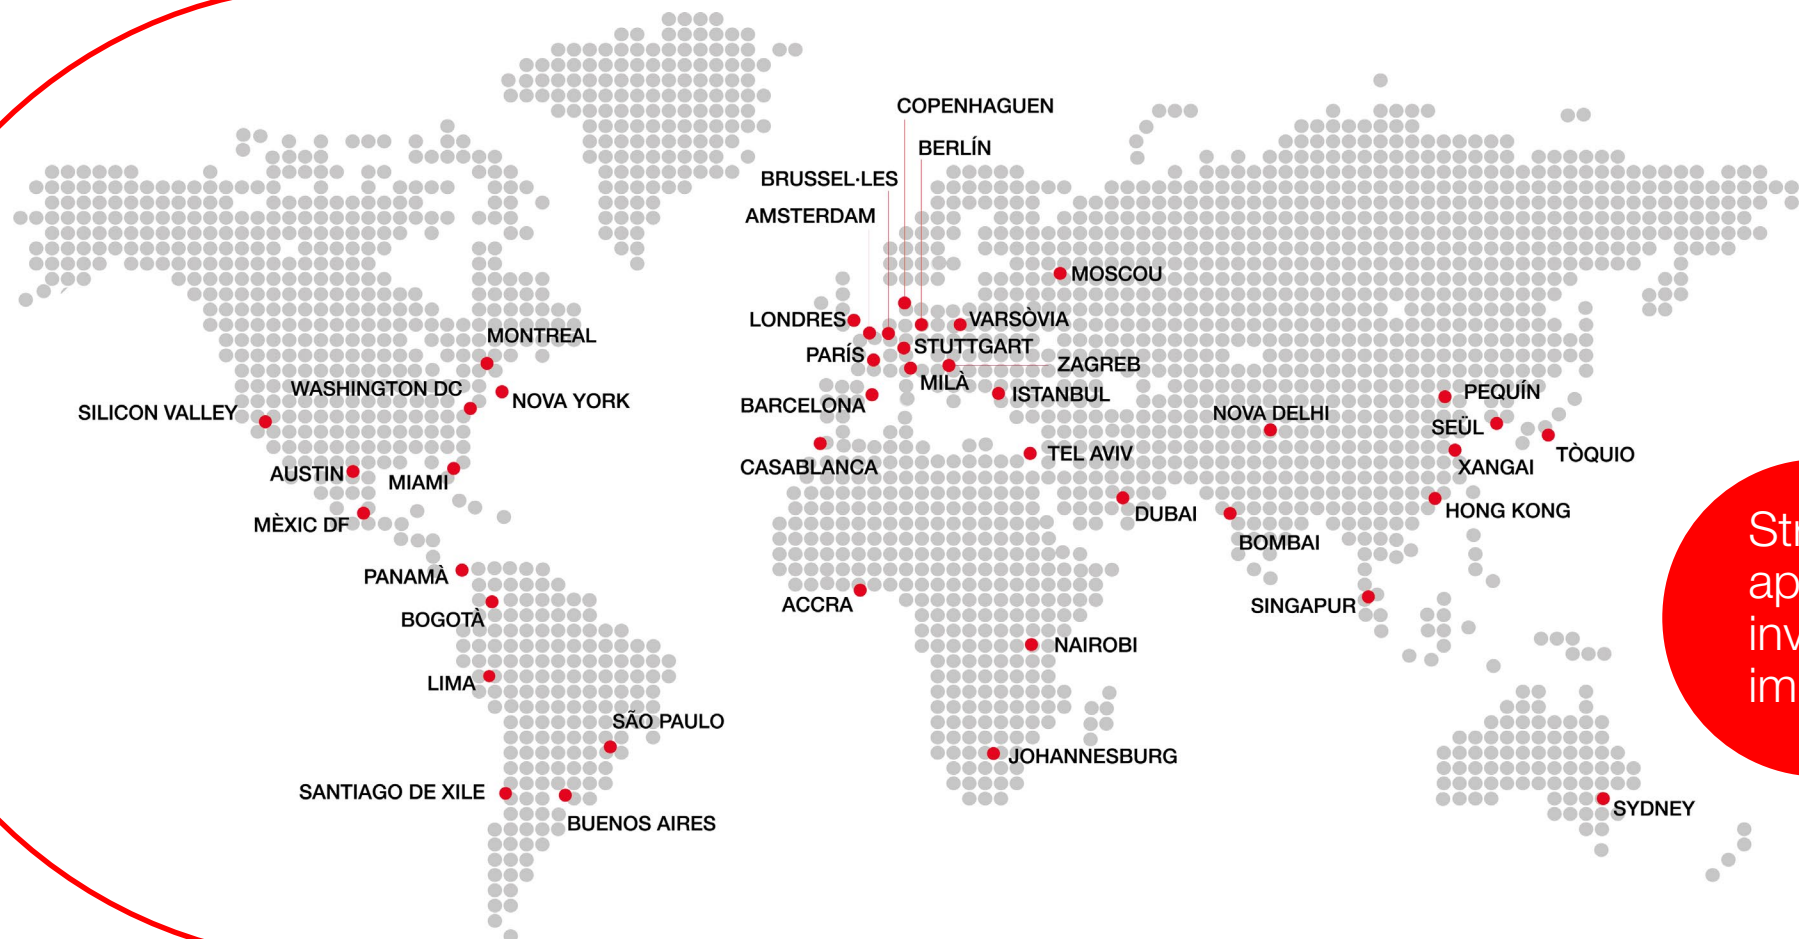 COPENHAGUEN
BERLÍN
BRUSSEL·LES
AMSTERDAM
MOSCOU
LONDRES
VARSÒVIA
MONTREAL
STUTTGART
PARÍS
ZAGREB
MILÀ
WASHINGTON DC
NOVA YORK
ISTANBUL
PEQUÍN
BARCELONA
SILICON VALLEY
NOVA DELHI
SEÜL
TEL AVIV
TÒQUIO
CASABLANCA
XANGAI
AUSTIN
MIAMI
HONG KONG
DUBAI
MÈXIC DF
BOMBAI
PANAMÀ
ACCRA
SINGAPUR
BOGOTÀ
NAIROBI
LIMA
SÃO PAULO
JOHANNESBURG
SANTIAGO DE XILE
SYDNEY
BUENOS AIRES